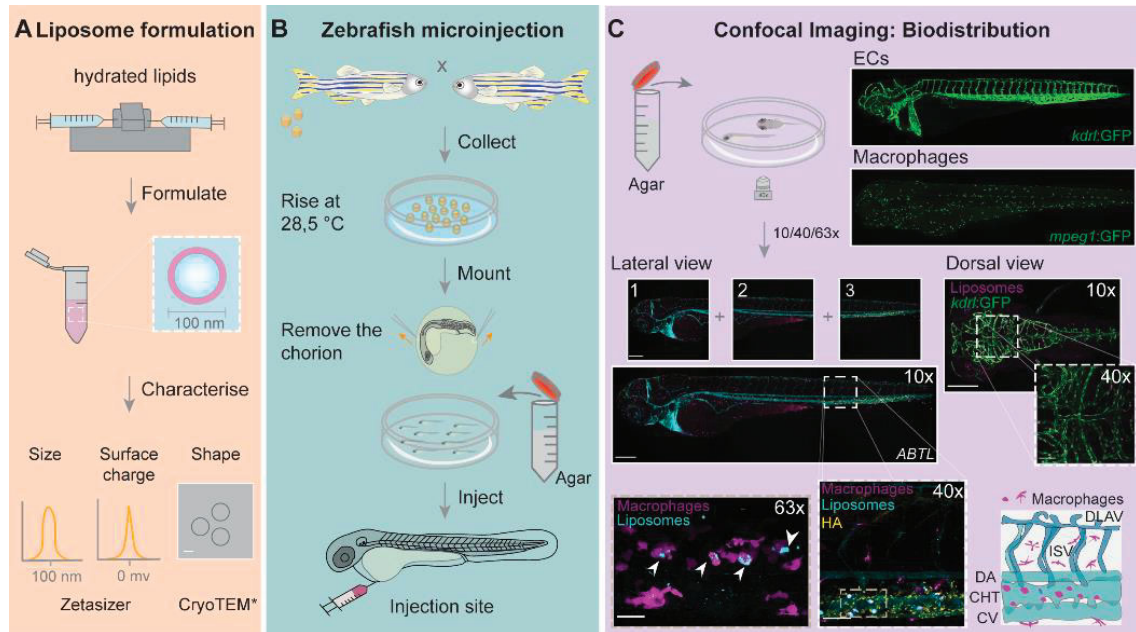 A Liposome formulation
hydrated lipids
Formulate
100 nm
Characterise
Size
Surface
charge
Shape
100 nm
0 mv
Zetasizer
CryoTEM*
B Zebrafish microinjection
x
Collect
Rise at
28,5 °C
Mount
Remove the
chorion
Agar
Inject
Injection site
C Confocal Imaging: Biodistribution
Agar
10/40/63x
ECs
kdrl:GFP
Macrophages
mpeg1:GFP
Lateral view
1
+
2
+
3
10x
ABTL
Dorsal view
Liposomes
kdrl:GFP
10x
40x
Macrophages
Liposomes
63x
Macrophages
Liposomes
HA
40x
Macrophages
DLAV
ISV
DA
CHT
CV